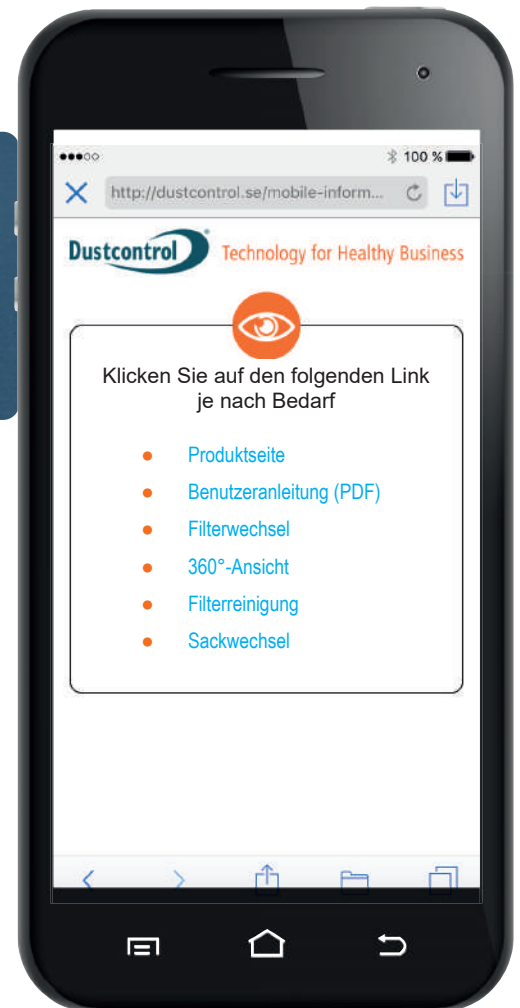 100 %
http://dustcontrol.se/mobile-inform...
Dustcontrol® Technology for Healthy Business
Klicken Sie auf den folgenden Link
je nach Bedarf
• Produktseite
• Benutzeranleitung (PDF)
• Filterwechsel
• 360°-Ansicht
• Filterreinigung
• Sackwechsel